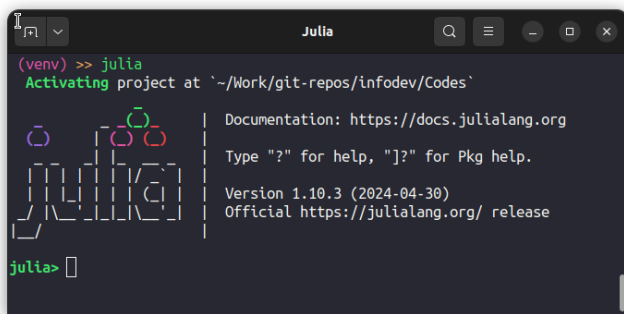 Julia
(venv) >> julia
Activating project at `~/Work/git-repos/infodev/Codes`
Documentation: https://docs.julialang.org
Type "?" for help, "]?" for Pkg help.
Version 1.10.3 (2024-04-30)
Official https://julialang.org/ release
julia>